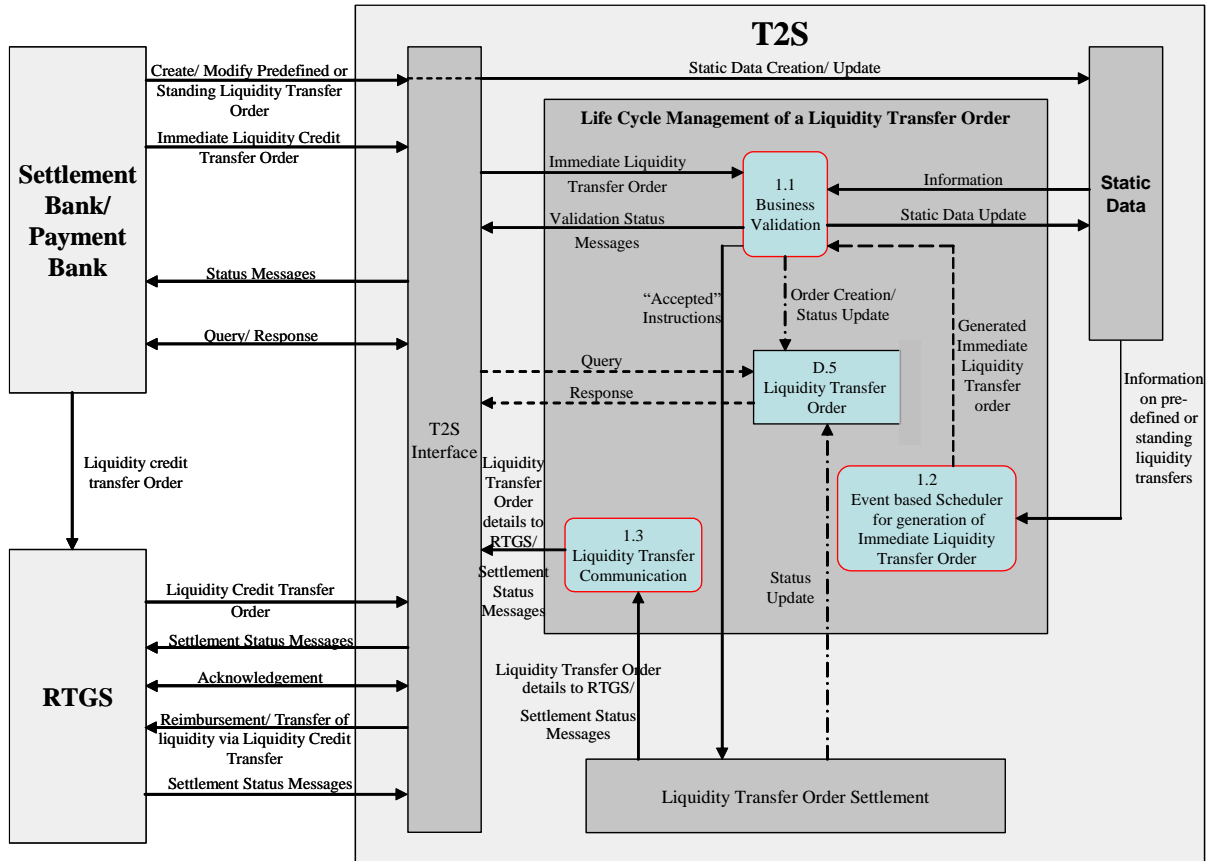 T2S
Settlement
Bank/
Payment
Bank
Create/ Modify Predefined or
Standing Liquidity Transfer
Order
Immediate Liquidity Credit
Transfer Order
Status Messages
Query/ Response
Liquidity credit
transfer Order
RTGS
Liquidity Credit Transfer
Order
Settlement Status Messages
Acknowledgement
Reimbursement/ Transfer of
liquidity via Liquidity Credit
Transfer
Settlement Status Messages
T2S
Interface
Static Data Creation/ Update
Life Cycle Management of a Liquidity Transfer Order
Immediate Liquidity
Transfer Order
Validation Status
Messages
1.1
Business
Validation
Information
Static Data Update
Static
Data
“Accepted”
Instructions
Order Creation/
Status Update
Generated
Immediate
Liquidity
Transfer
order
Query
Response
D.5
Liquidity Transfer
Order
Information
on pre-
defined or
standing
liquidity
transfers
Liquidity
Transfer
Order
details to
RTGS/
Settlement
Status
Messages
1.3
Liquidity Transfer
Communication
1.2
Event based Scheduler
for generation of
Immediate Liquidity
Transfer Order
Status
Update
Liquidity Transfer Order
details to RTGS/
Settlement Status
Messages
Liquidity Transfer Order Settlement